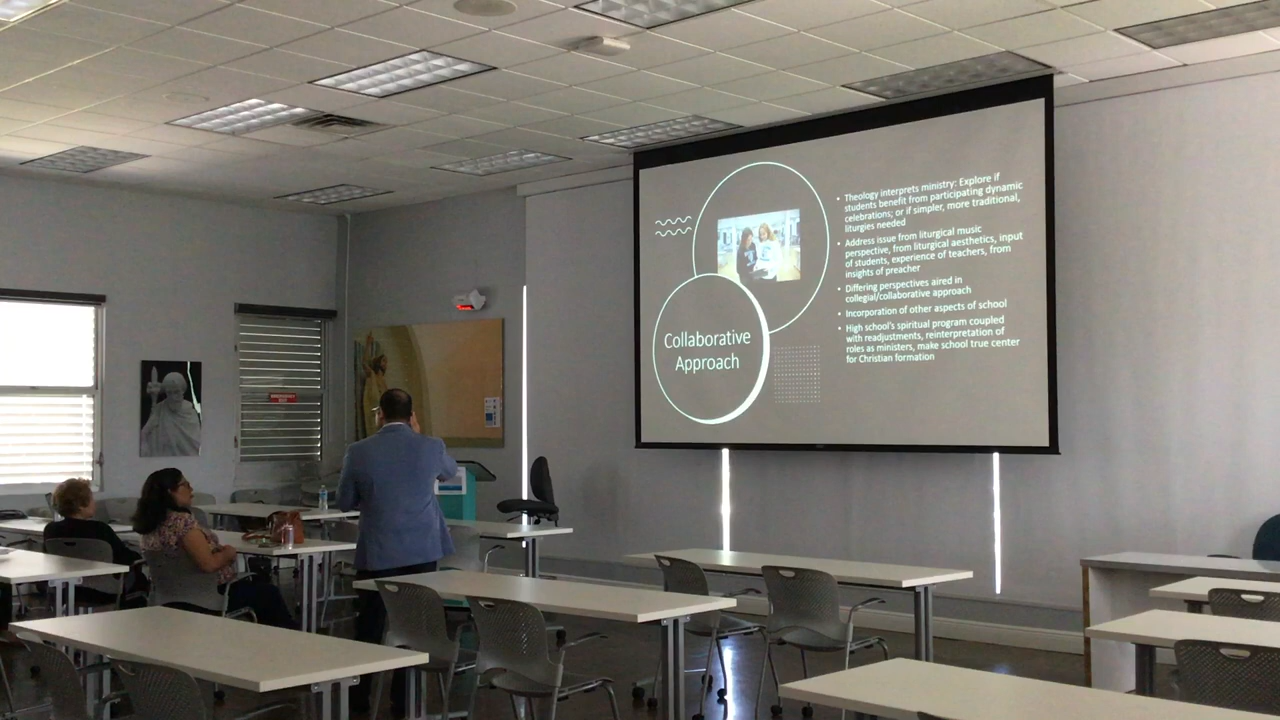 Collaborative
Approach
• Theology interprets ministry: Explore if
students benefit from participating dynamic
celebrations; or if simpler, more traditional,
liturgies needed
• Address issue from liturgical music
perspective, from liturgical aesthetics, input
of students, experience of teachers, from
insights of preacher
• Differing perspectives aired in
collegial/collaborative approach
• Incorporation of other aspects of school
• High school's spiritual program coupled
with readjustments, reinterpretation of
roles as ministers, make school true center
for Christian formation